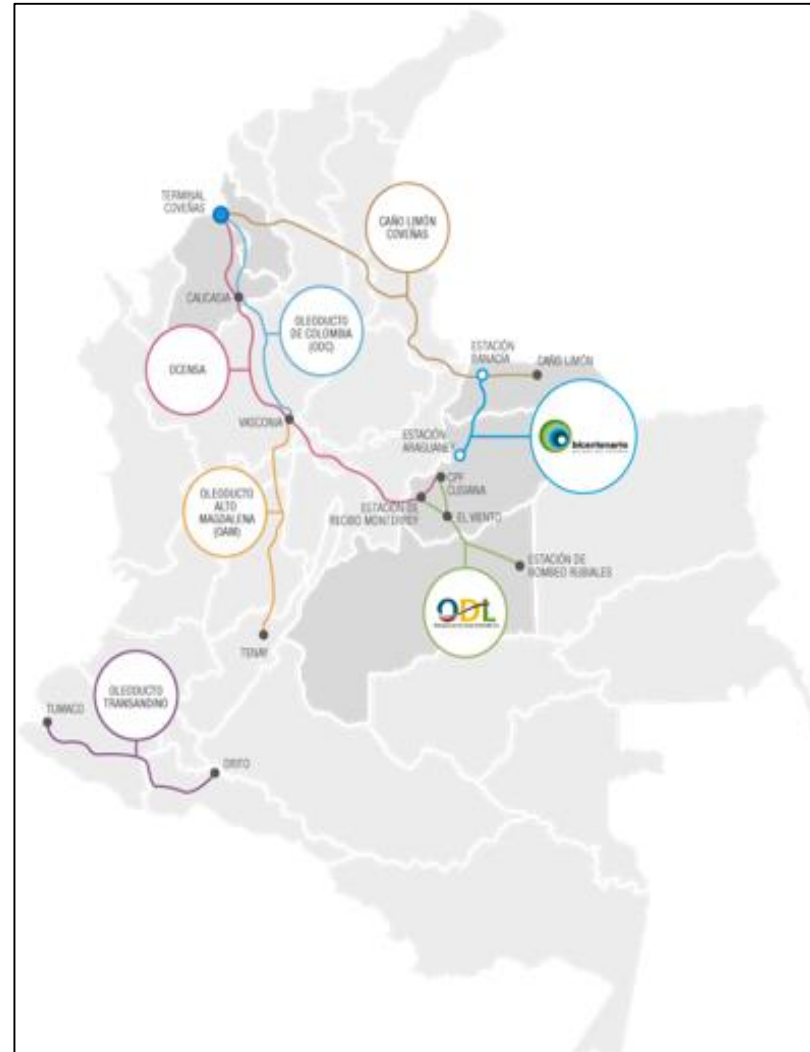 TERMINAL
COVEÑAS
CAÑO LIMÓN
COVEÑAS
CAUCASIA
OLEODUCTO
DE COLOMBIA
(ODC)
OCENSA
ESTACIÓN
BANADÍA
CAÑO LIMÓN
VASCONIA
ESTACIÓN
ARAGUANEY
bicentenario
CPF
CUSIANA
ESTACIÓN DE
RECIBO MONTERREY
EL VIENTO
OLEODUCTO
ALTO
MAGDALENA
(OAM)
ESTACIÓN DE
BOMBEO RUBIALES
ODL
TENAY
OLEODUCTO
TRANSANDINO
TUMACO
ORITO